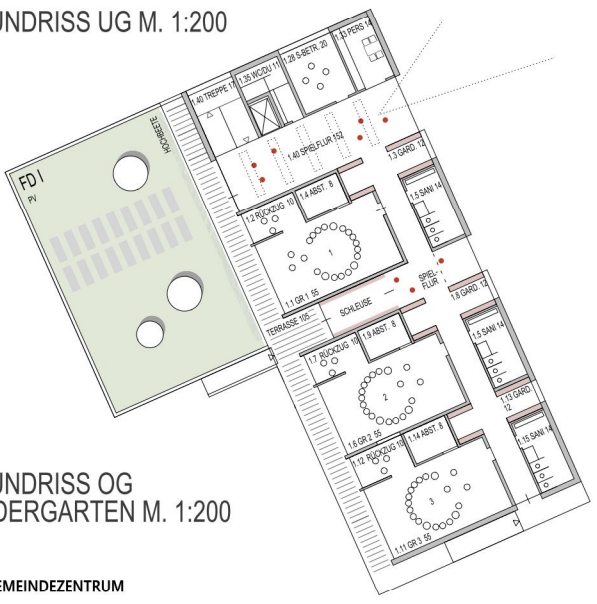 UNDRISS UG M. 1:200
1.33 PERS 14
1.28 S-BETR. 20
1.35 WC/DU 11
1.40 TREPPE 17
HOCHBEETE
1.40 SPIELFLUR 152
1.3 GARD. 12
FD I
PV
1.4 ABST. 8
1.5 SANI 14
1.2 RÜCKZUG 10
1
SPIEL-
FLUR
1.8 GARD. 12
1.1 GR 1 55
SCHLEUSE
TERRASSE 105
1.9 ABST. 8
1.5 SANI 14
1.7 RÜCKZUG 10
2
1.13 GARD.
12
1.6 GR 2 55
1.14 ABST. 8
1.15 SANI 14
1.12 RÜCKZUG 10
3
1.11 GR 3 55
UNDRISS OG
DERGARTEN M. 1:200
EMEINDEZENTRUM